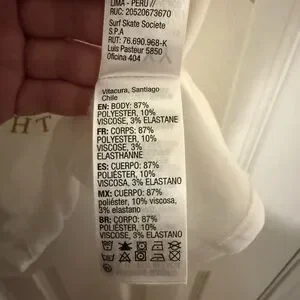 LIMA - PERÚ //
RUC: 20520673670
Surf Skate Societe
S.P.A
RUT: 76.690.968-K
Luis Pasteur 5850
Oficina 404
Vitacura, Santiago
Chile
EN: BODY: 87%
POLYESTER, 10%
VISCOSE, 3% ELASTANE
FR: CORPS: 87%
POLYESTER, 10%
VISCOSE, 3%
ELASTHANNE
ES: CUERPO: 87%
POLIÉSTER, 10%
VISCOSA, 3% ELASTANO
MX: CUERPO: 87%
poliéster, 10% viscosa,
3% elastano
BR: CORPO: 87%
POLIÉSTER, 10%
VISCOSE, 3% ELASTANO
H T